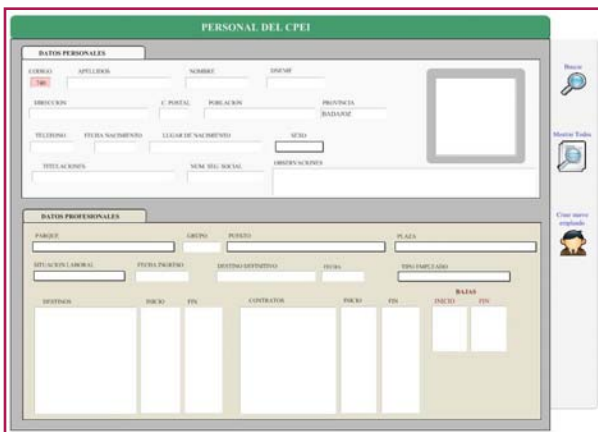 PERSONAL DEL CPEI
DATOS PERSONALES
Buscar
CODIGO APELLIDOS NOMBRE DNI/NIF
746
DIRECCION C. POSTAL POBLACION PROVINCIA
BADAJOZ
Mostrar Todos
TELEFONO FECHA NACIMIENTO LUGAR DE NACIMIENTO SEXO
TITULACIONES NUM. SEG. SOCIAL OBSERVACIONES
DATOS PROFESIONALES
Crear nuevo
empleado
PARQUE GRUPO PUESTO PLAZA
SITUACION LABORAL FECHA INGRESO DESTINO DEFINITIVO FECHA TIPO EMPLEADO
BAJAS
DESTINOS INICIO FIN CONTRATOS INICIO FIN INICIO FIN